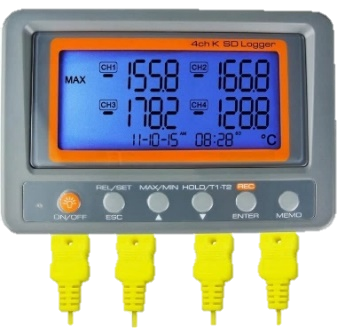 4ch K SD Logger
MAX CH1 155.8 CH2 166.8
CH3 178.2 CH4 128.8
11-10-15 08:28 °C
REL/SET MAX/MIN HOLD/T1-T2 REC
ON/OFF ESC ▲ ▼ ENTER MEMO